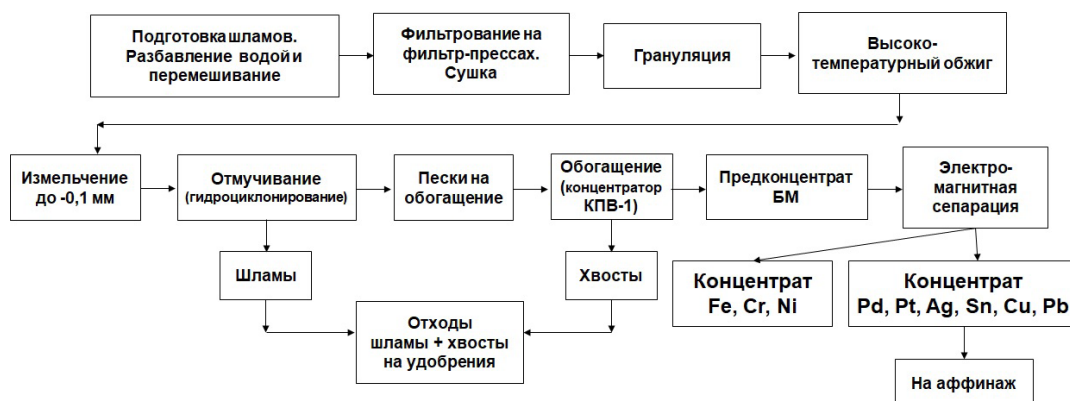 Подготовка шламов.
Разбавление водой и
перемешивание
Фильтрование на
фильтр-прессах.
Сушка
Грануляция
Высоко-
температурный обжиг
Измельчение
до -0,1 мм
Отмучивание
(гидроциклонирование)
Пески на
обогащение
Обогащение
(концентратор
КПВ-1)
Предконцентрат
БМ
Электро-
магнитная
сепарация
Шламы
Хвосты
Концентрат
Fe, Cr, Ni
Концентрат
Pd, Pt, Ag, Sn, Cu, Pb
Отходы
шламы + хвосты
на удобрения
На аффинаж